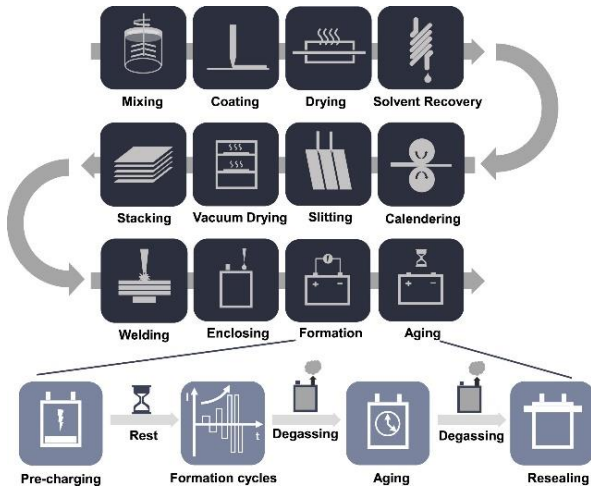 Mixing Coating Drying Solvent Recovery
Stacking Vacuum Drying Slitting Calendering
Welding Enclosing Formation Aging
I
t
Rest Degassing Degassing
Pre-charging Formation cycles Aging Resealing